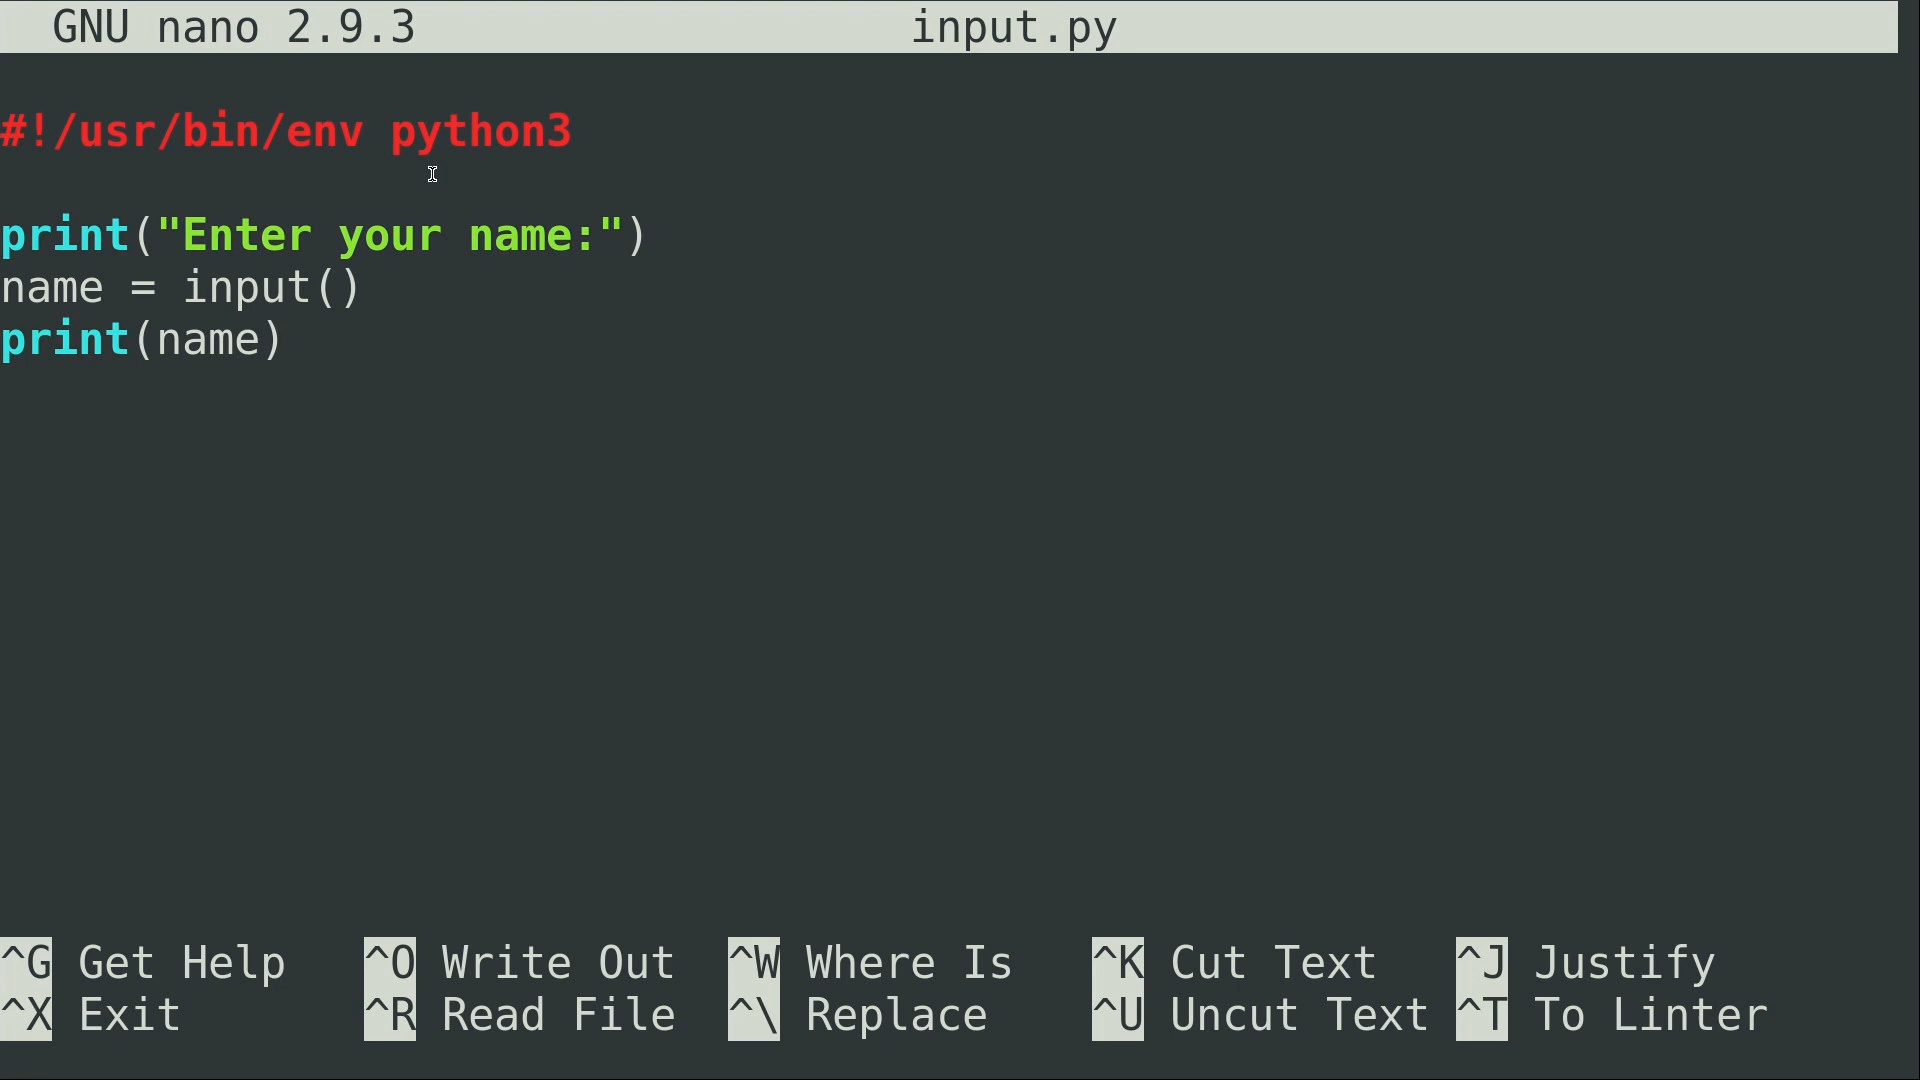 GNU nano 2.9.3 input.py
#!/usr/bin/env python3
print("Enter your name:")
name = input()
print(name)
^G Get Help ^O Write Out ^W Where Is ^K Cut Text ^J Justify
^X Exit ^R Read File ^\ Replace ^U Uncut Text ^T To Linter